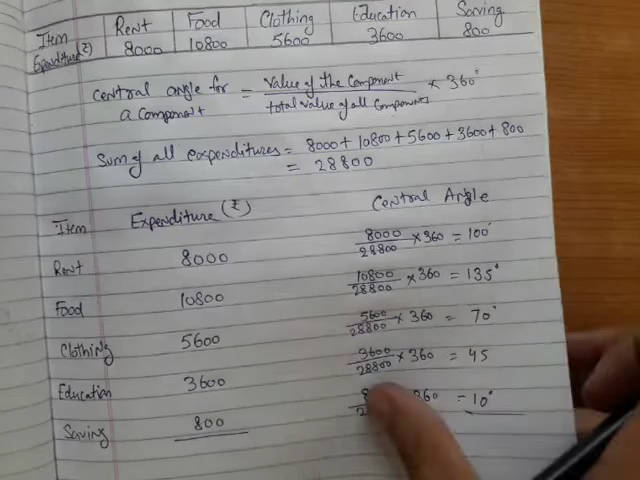 Item Rent Food Clothing Education Saving
Expenditure(₹) 8000 10800 5600 3600 800
Central angle for a Component = Value of the Component / total value of all Components × 360°
Sum of all expenditures = 8000 + 10800 + 5600 + 3600 + 800
= 28800
Item Expenditure (₹) Central Angle
Rent 8000 8000/28800 × 360 = 100°
Food 10800 10800/28800 × 360 = 135°
Clothing 5600 5600/28800 × 360 = 70°
Education 3600 3600/28800 × 360 = 45
Saving 800 360 = 10°